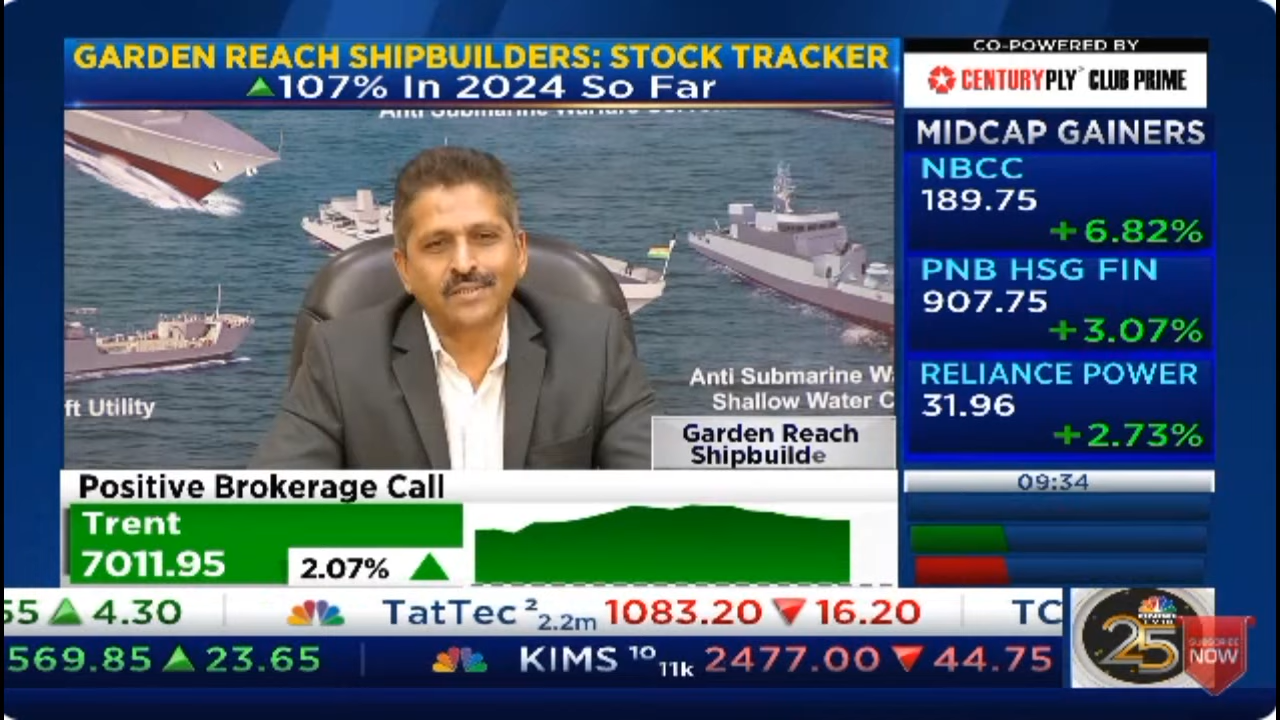 GARDEN REACH SHIPBUILDERS: STOCK TRACKER
▲107% In 2024 So Far
CO-POWERED BY
CENTURYPLY CLUB PRIME
MIDCAP GAINERS
NBCC
189.75
+6.82%
PNB HSG FIN
907.75
+3.07%
RELIANCE POWER
31.96
+2.73%
09:34
Anti Submarine Warfare
ft Utility
Anti Submarine W
Shallow Water C
Garden Reach
Shipbuilde
Positive Brokerage Call
Trent
7011.95
2.07% ▲
55 ▲ 4.30 TatTec ² 2.2m 1083.20 ▼ 16.20 TC
569.85 ▲ 23.65 KIMS ¹⁰ 11k 2477.00 ▼ 44.75
25
SUBSCRIBE
NOW